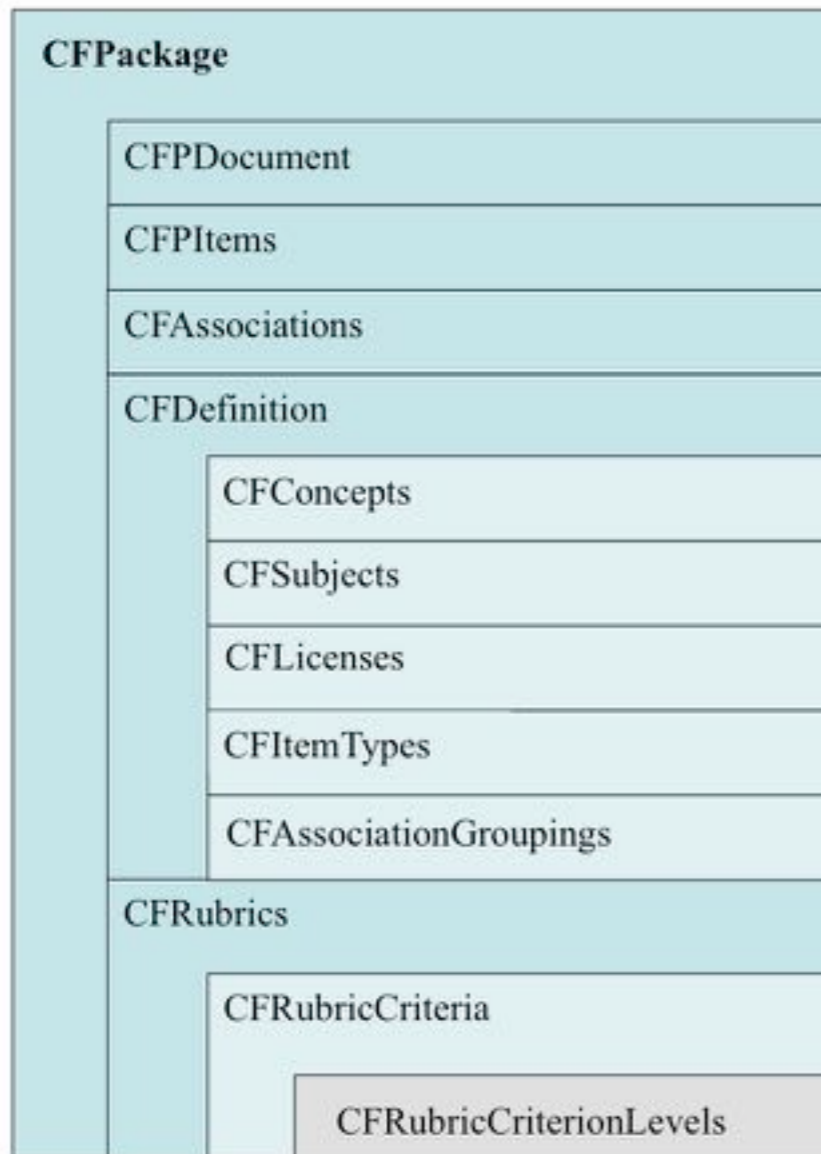 CFPackage
CFPDocument
CFPItems
CFAssociations
CFDefinition
CFConcepts
CFSubjects
CFLicenses
CFItemTypes
CFAssociationGroupings
CFRubrics
CFRubricCriteria
CFRubricCriterionLevels